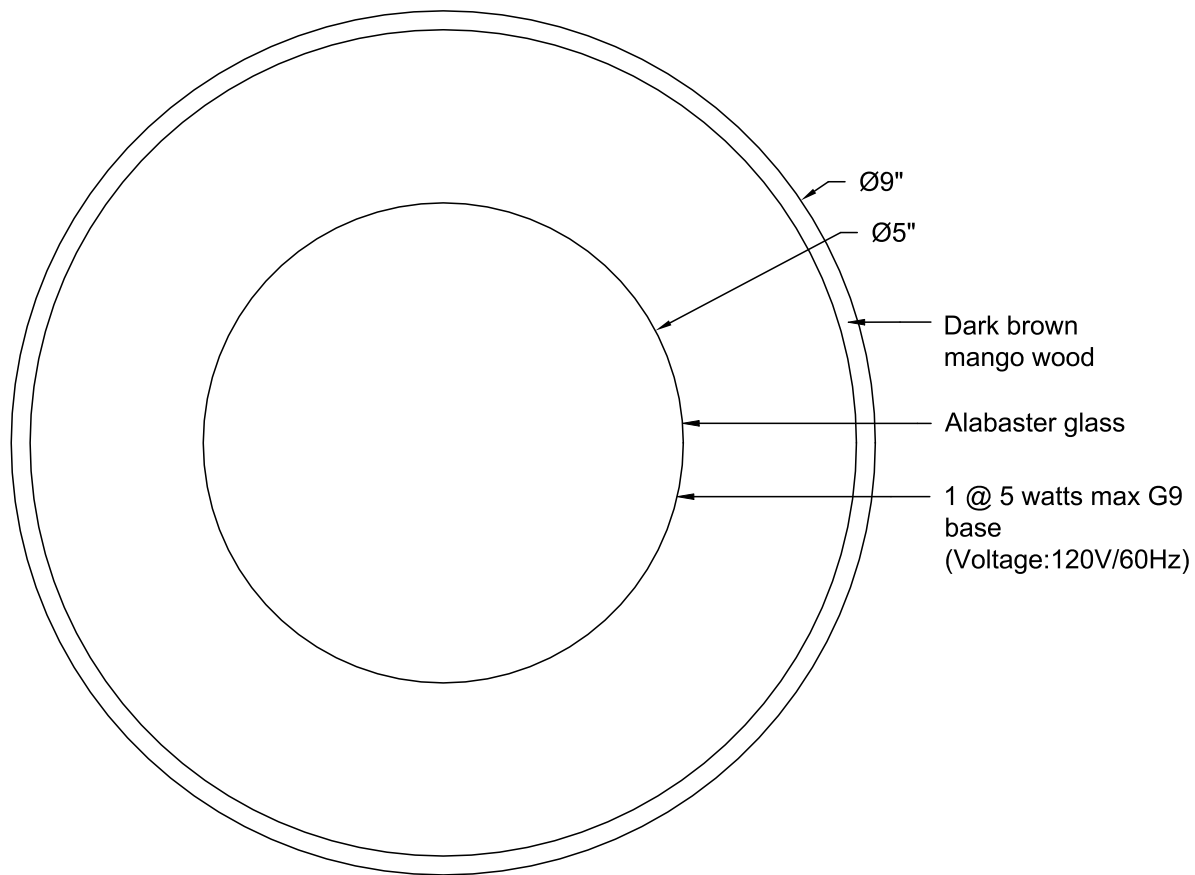 Ø9"
Ø5"
Dark brown
mango wood
Alabaster glass
1 @ 5 watts max G9
base
(Voltage:120V/60Hz)